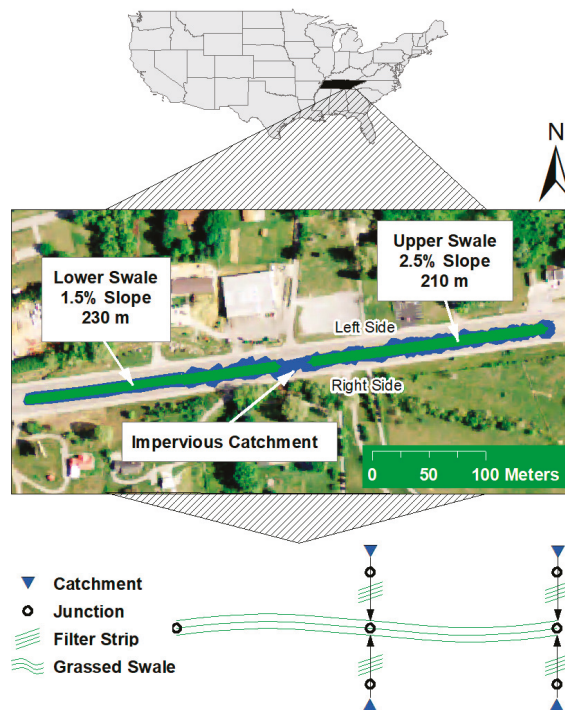 N
Upper Swale
2.5% Slope
210 m
Lower Swale
1.5% Slope
230 m
Left Side
Right Side
Impervious Catchment
0 50 100 Meters
Catchment
Junction
Filter Strip
Grassed Swale